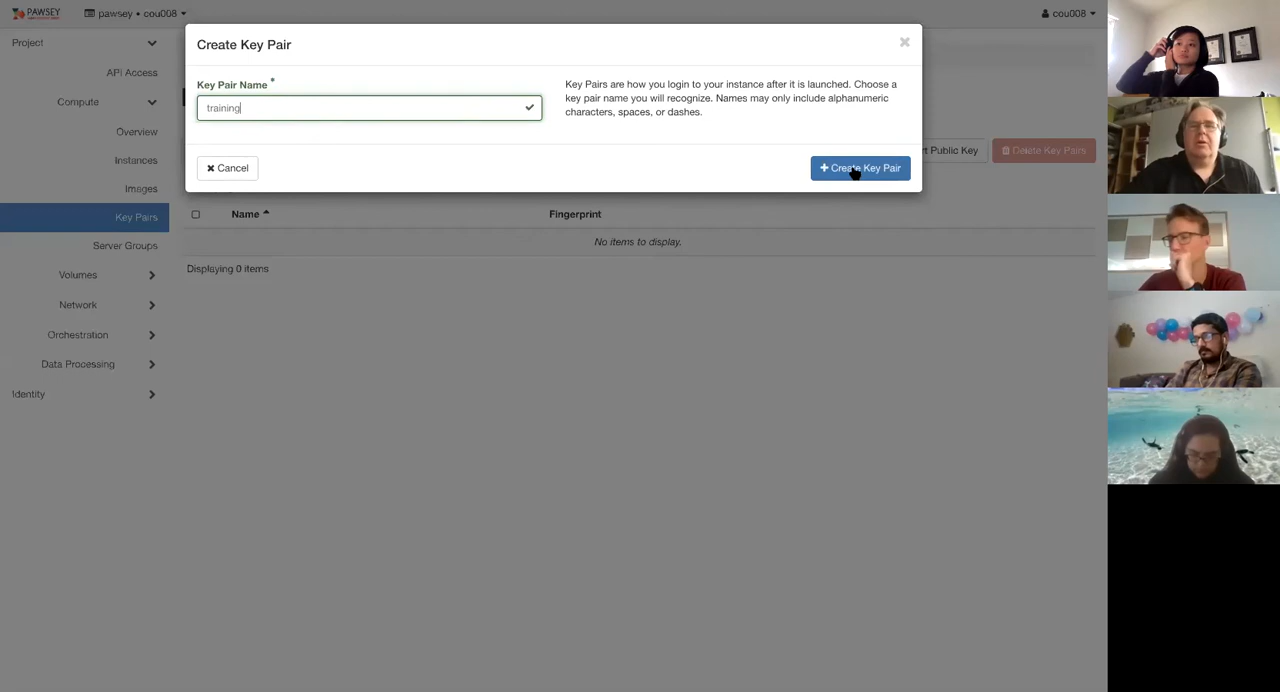 PAWSEY
pawsey • cou008
cou008
Project
API Access
Compute
Overview
Instances
Images
Key Pairs
Server Groups
Volumes
Network
Orchestration
Data Processing
Identity
Create Key Pair
Key Pair Name *
training
Key Pairs are how you login to your instance after it is launched. Choose a
key pair name you will recognize. Names may only include alphanumeric
characters, spaces, or dashes.
Cancel
Create Key Pair
rt Public Key
Delete Key Pairs
Name
Fingerprint
No items to display.
Displaying 0 items